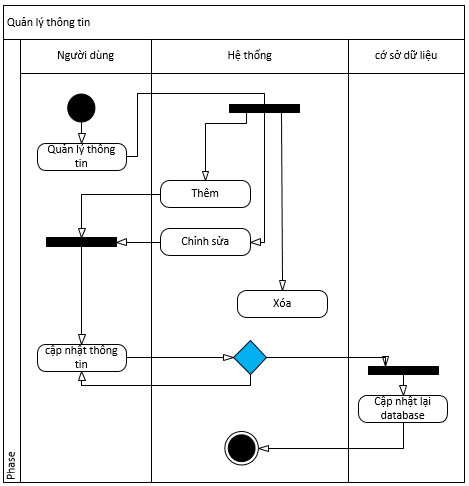 Quản lý thông tin
Người dùng
Hệ thống
cớ sở dữ liệu
Quản lý thông
tin
Thêm
Chỉnh sửa
Xóa
cập nhật thông
tin
Cập nhật lại
database
Phase